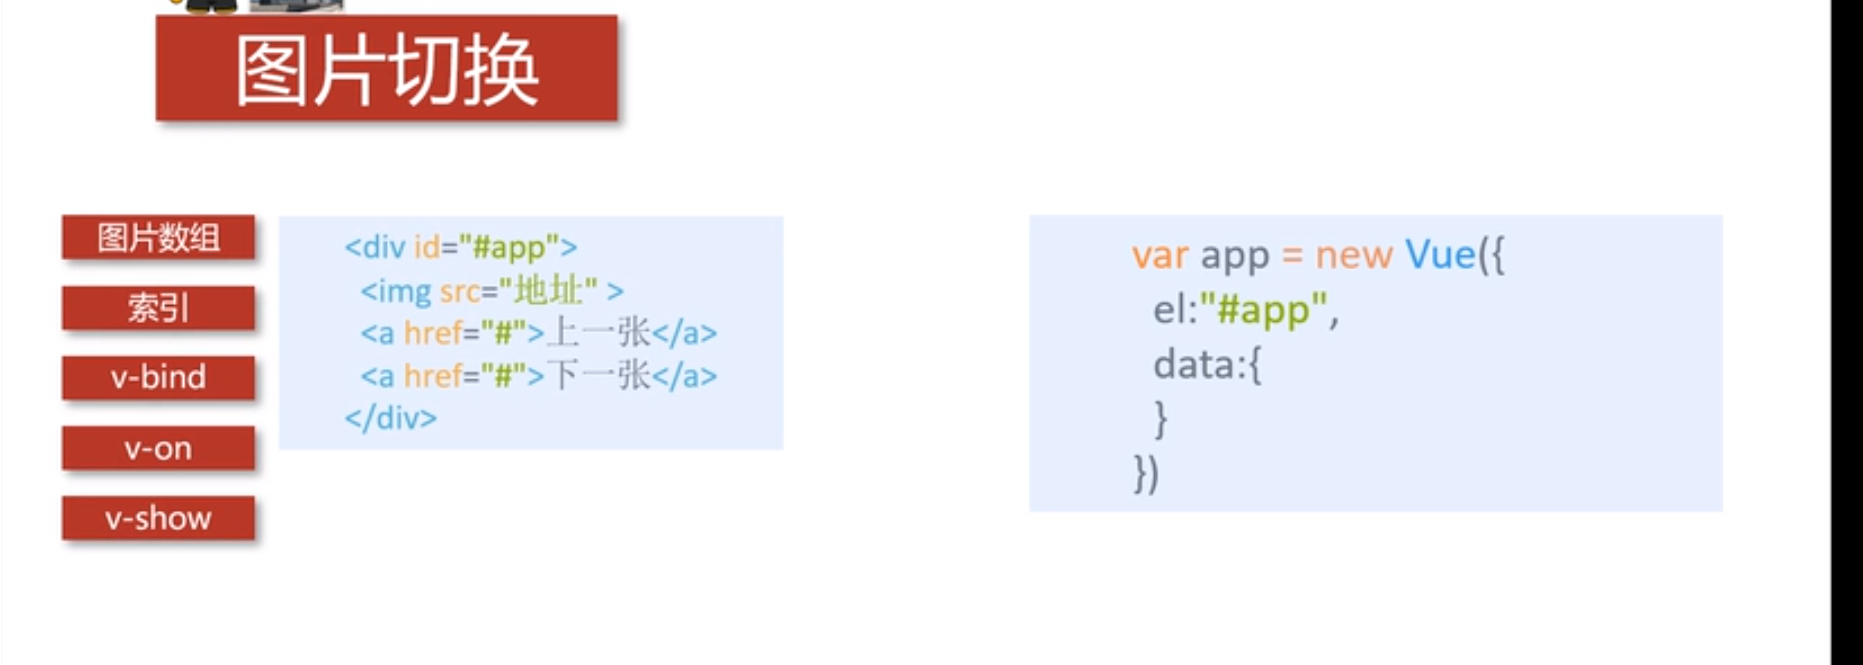 图片切换
图片数组
索引
v-bind
v-on
v-show
<div id="#app">
<img src="地址" >
<a href="#">上一张</a>
<a href="#">下一张</a>
</div>
var app = new Vue({
el:"#app",
data:{
}
})